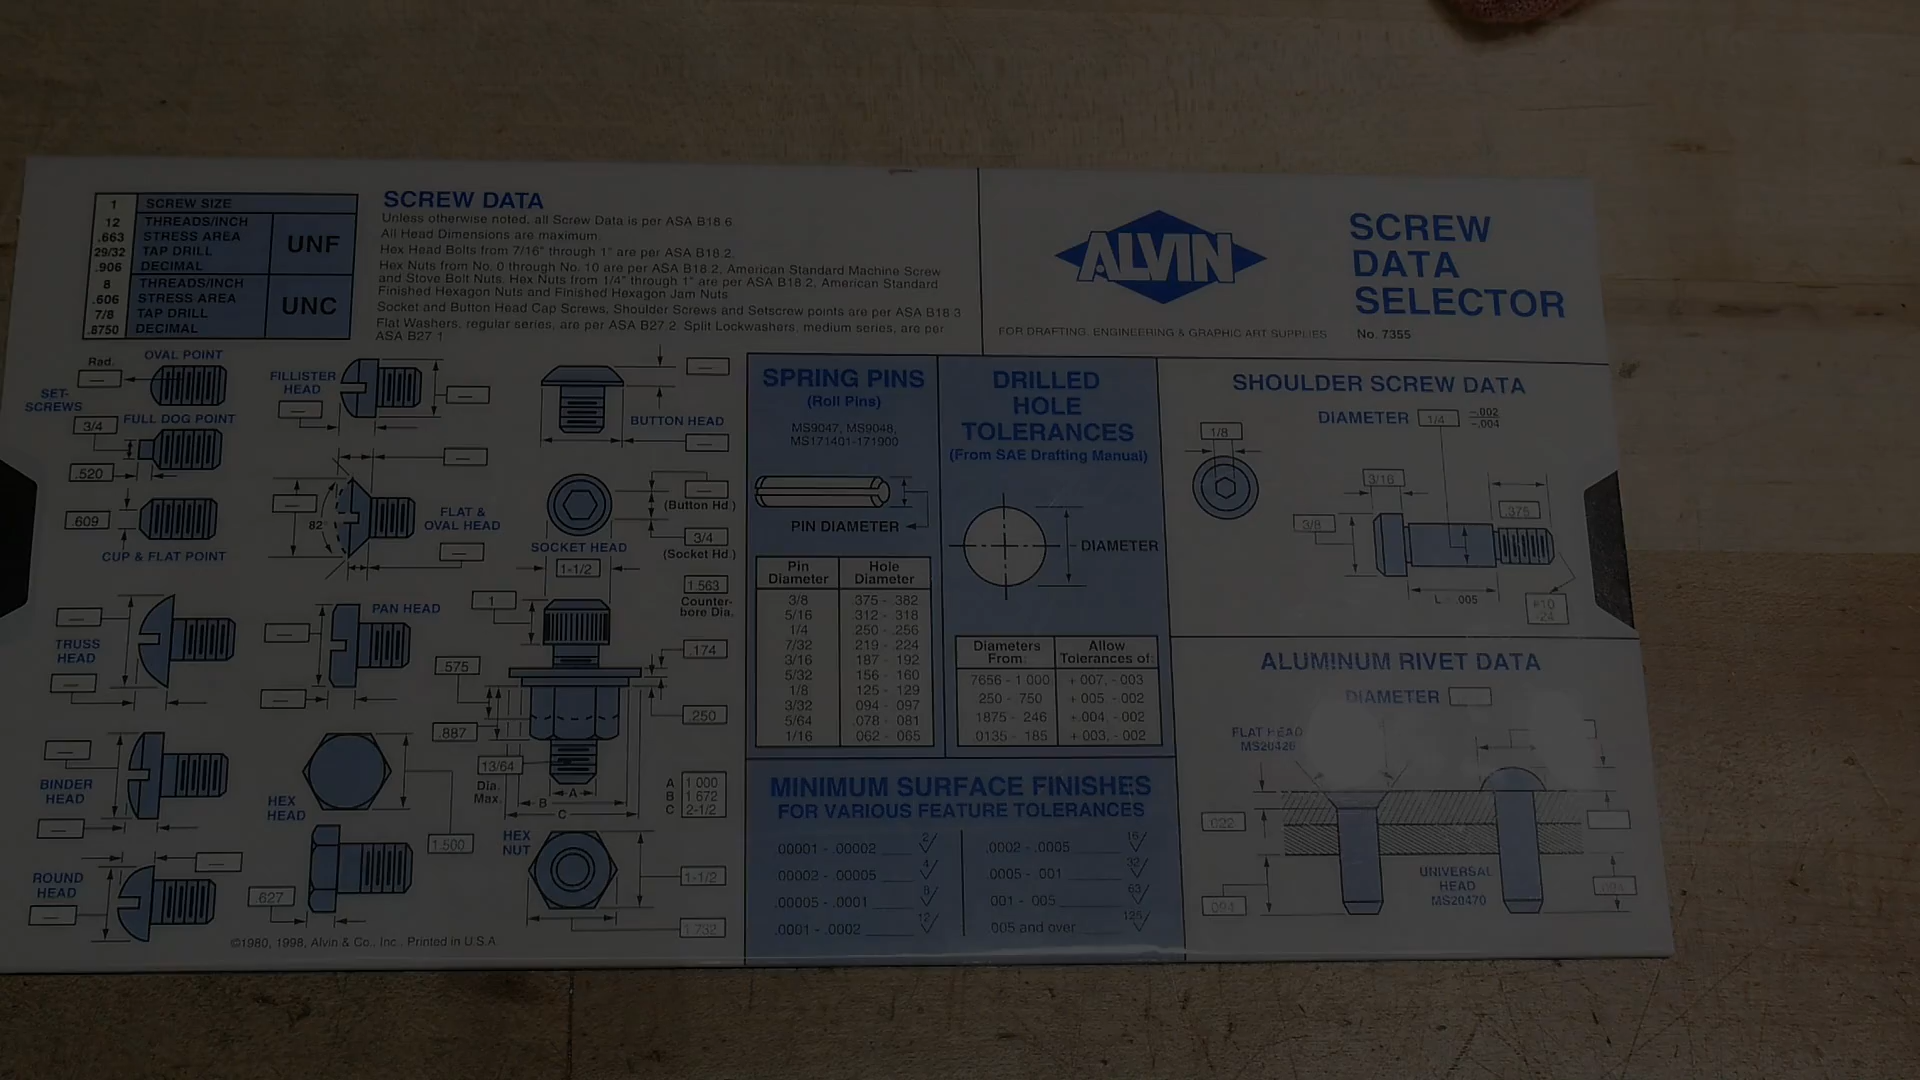 1 SCREW SIZE
12 THREADS/INCH
.663 STRESS AREA
29/32 TAP DRILL
.906 DECIMAL
UNF
8 THREADS/INCH
.606 STRESS AREA
7/8 TAP DRILL
.8750 DECIMAL
UNC
SCREW DATA
Unless otherwise noted, all Screw Data is per ASA B18.6
All Head Dimensions are maximum.
Hex Head Bolts from 7/16" through 1" are per ASA B18.2.
Hex Nuts from No. 0 through No. 10 are per ASA B18.2, American Standard Machine Screw
and Stove Bolt Nuts. Hex Nuts from 1/4" through 1" are per ASA B18.2, American Standard
Finished Hexagon Nuts and Finished Hexagon Jam Nuts
Socket and Button Head Cap Screws, Shoulder Screws and Setscrew points are per ASA B18.3
Flat Washers, regular series, are per ASA B27.2. Split Lockwashers, medium series, are per
ASA B27.1
ALVIN
FOR DRAFTING, ENGINEERING & GRAPHIC ART SUPPLIES
SCREW
DATA
SELECTOR
No. 7355
SET-
SCREWS
Rad.
OVAL POINT
3/4
FULL DOG POINT
.520
.609
CUP & FLAT POINT
TRUSS
HEAD
BINDER
HEAD
ROUND
HEAD
FILLISTER
HEAD
82°
FLAT &
OVAL HEAD
PAN HEAD
HEX
HEAD
1.500
.627
BUTTON HEAD
(Button Hd.)
3/4
(Socket Hd.)
SOCKET HEAD
1-1/2
1.563
Counter-
bore Dia.
1
.174
.575
.250
.887
13/64
Dia.
Max.
A
B
C
A 1.000
B 1.672
C 2-1/2
HEX
NUT
1-1/2
1.732
©1980, 1998, Alvin & Co., Inc. Printed in U.S.A.
SPRING PINS
(Roll Pins)
MS9047, MS9048,
MS171401-171900
PIN DIAMETER
Pin Diameter Hole Diameter
3/8 .375 - .382
5/16 .312 - .318
1/4 .250 - .256
7/32 .219 - .224
3/16 .187 - .192
5/32 .156 - .160
1/8 .125 - .129
3/32 .094 - .097
5/64 .078 - .081
1/16 .062 - .065
DRILLED
HOLE
TOLERANCES
(From SAE Drafting Manual)
DIAMETER
Diameters From: Allow Tolerances of:
.7656 - 1.000 +.007, -.003
.250 - .750 +.005, -.002
.1875 - .246 +.004, -.002
.0135 - .185 +.003, -.002
MINIMUM SURFACE FINISHES
FOR VARIOUS FEATURE TOLERANCES
.00001 - .00002 2
.00002 - .00005 4
.00005 - .0001 8
.0001 - .0002 12
.0002 - .0005 16
.0005 - .001 32
.001 - .005 63
.005 and over 125
SHOULDER SCREW DATA
DIAMETER 1/4 -.002
-.004
1/8
3/16
.375
3/8
L .005
#10
-24
ALUMINUM RIVET DATA
DIAMETER
FLAT HEAD
MS20426
.022
.094
UNIVERSAL
HEAD
MS20470